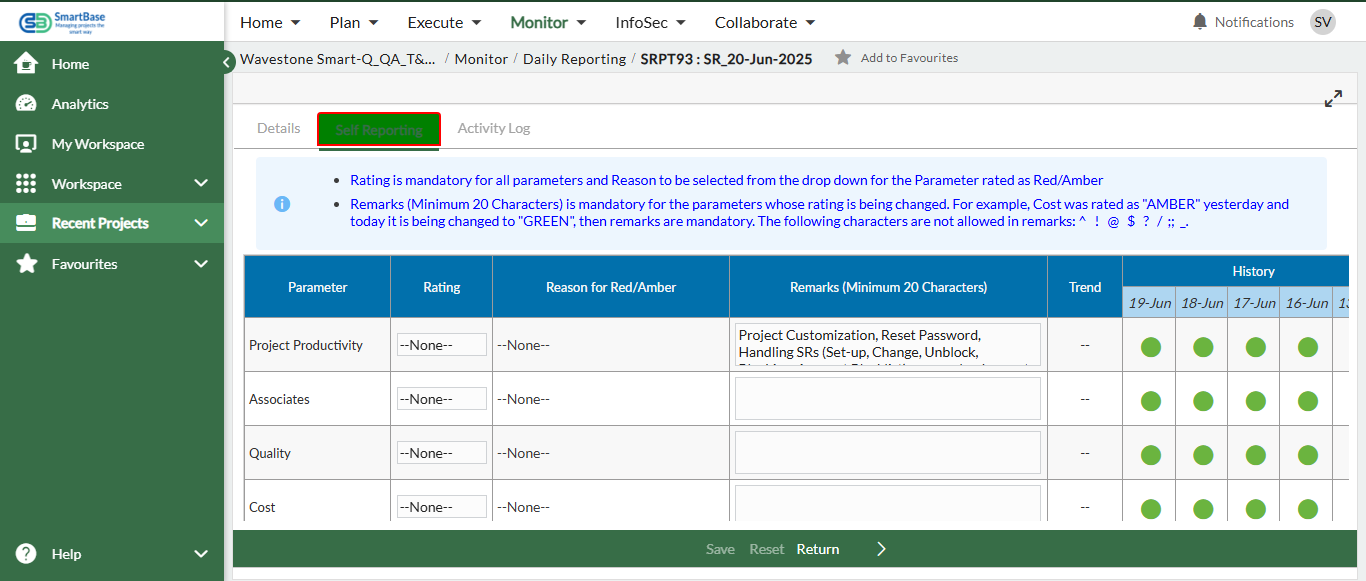 SmartBase
Managing projects the
smart way
Home Plan Execute Monitor InfoSec Collaborate
Notifications SV
Home
Analytics
My Workspace
Workspace
Recent Projects
Favourites
Help
Wavestone Smart-Q_QA_T&... / Monitor / Daily Reporting / SRPT93 : SR_20-Jun-2025 Add to Favourites
Details Self Reporting Activity Log
• Rating is mandatory for all parameters and Reason to be selected from the drop down for the Parameter rated as Red/Amber
• Remarks (Minimum 20 Characters) is mandatory for the parameters whose rating is being changed. For example, Cost was rated as "AMBER" yesterday and
today it is being changed to "GREEN", then remarks are mandatory. The following characters are not allowed in remarks: ^ ! @ $ ? / ;; _.
Parameter Rating Reason for Red/Amber Remarks (Minimum 20 Characters) Trend History
19-Jun 18-Jun 17-Jun 16-Jun
Project Productivity --None-- --None-- Project Customization, Reset Password,
Handling SRs (Set-up, Change, Unblock,
--
Associates --None-- --None-- --
Quality --None-- --None-- --
Cost --None-- --None-- --
Save Reset Return